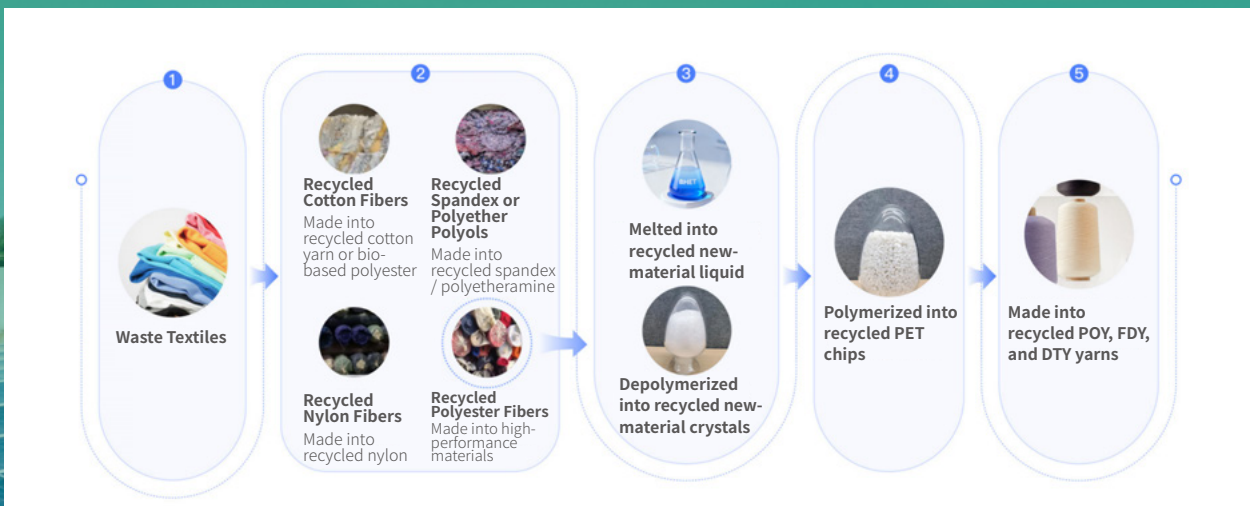 1
Waste Textiles
2
Recycled
Cotton Fibers
Made into
recycled cotton
yarn or bio-
based polyester
Recycled
Spandex or
Polyether
Polyols
Made into
recycled spandex
/ polyetheramine
Recycled
Nylon Fibers
Made into
recycled nylon
Recycled
Polyester Fibers
Made into high-
performance
materials
3
BHET
Melted into
recycled new-
material liquid
Depolymerized
into recycled new-
material crystals
4
Polymerized into
recycled PET
chips
5
Made into
recycled POY, FDY,
and DTY yarns